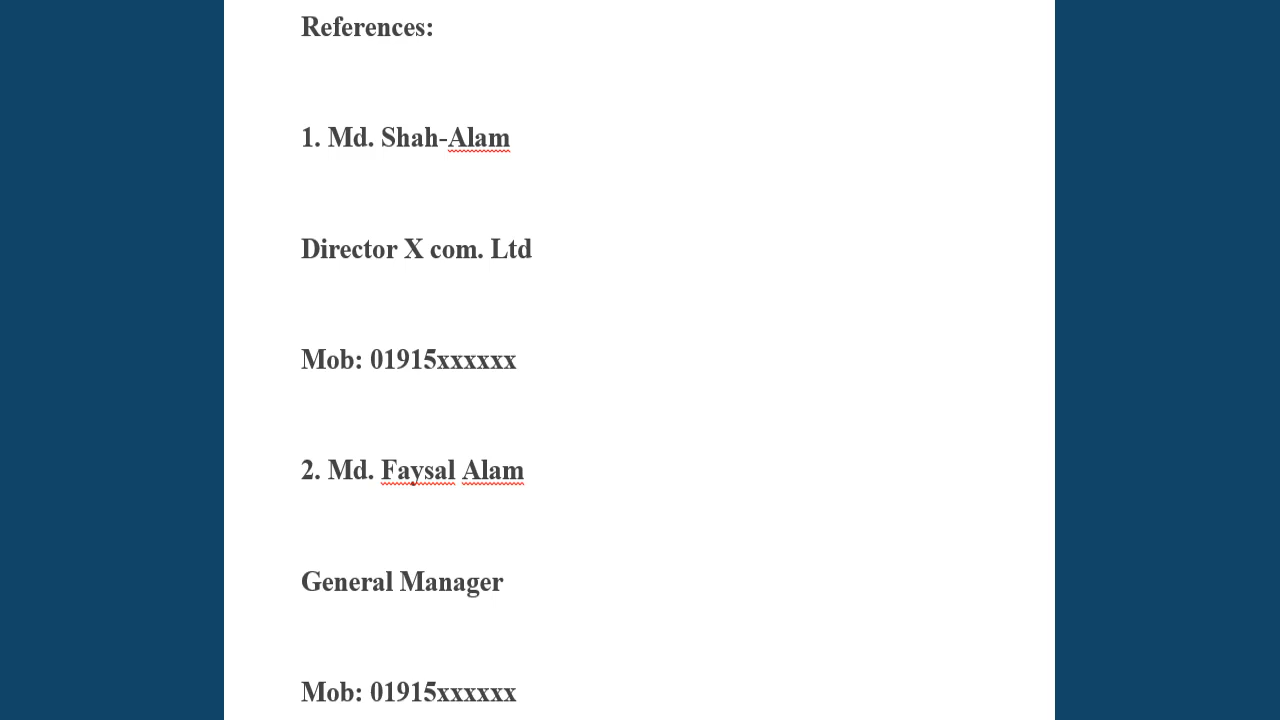 References:
1. Md. Shah-Alam
Director X com. Ltd
Mob: 01915xxxxxx
2. Md. Faysal Alam
General Manager
Mob: 01915xxxxxx